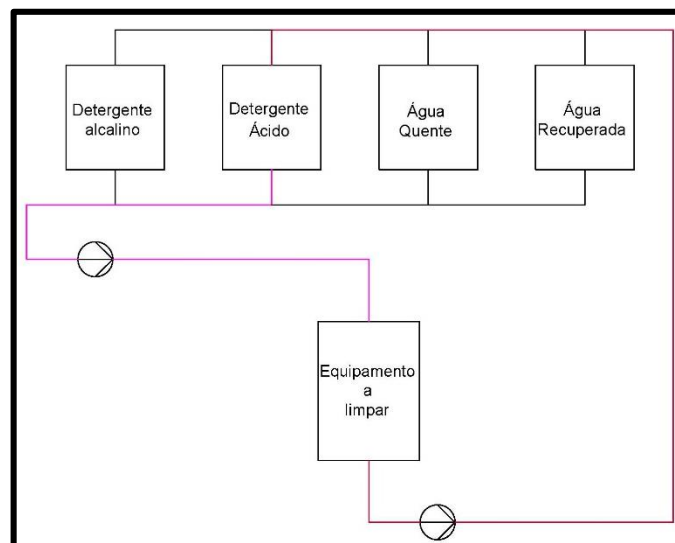 Detergente
alcalino
Detergente
Ácido
Água
Quente
Água
Recuperada
Equipamento
a
limpar